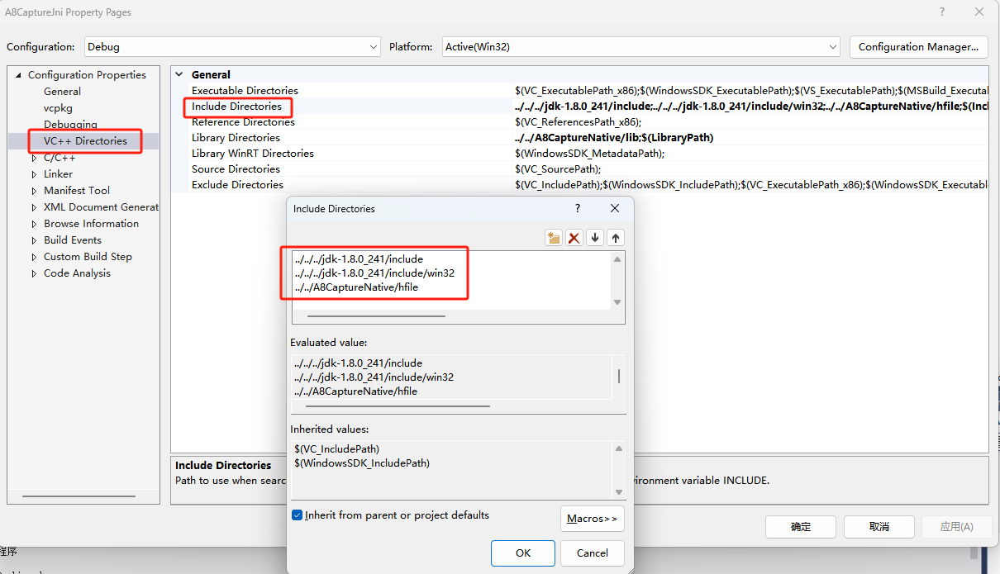 A8CaptureJni Property Pages
Configuration: Debug Platform: Active(Win32) Configuration Manager...
Configuration Properties
General
vcpkg
Debugging
VC++ Directories
C/C++
Linker
Manifest Tool
XML Document Generat
Browse Information
Build Events
Custom Build Step
Code Analysis
General
Executable Directories $(VC_ExecutablePath_x86);$(WindowsSDK_ExecutablePath);$(VS_ExecutablePath);$(MSBuild_Executal
Include Directories ../../../jdk-1.8.0_241/include;../../../jdk-1.8.0_241/include/win32;../../A8CaptureNative/hfile;$(Incl
Reference Directories $(VC_ReferencesPath_x86);
Library Directories ../../A8CaptureNative/lib;$(LibraryPath)
Library WinRT Directories $(WindowsSDK_MetadataPath);
Source Directories $(VC_SourcePath);
Exclude Directories $(VC_IncludePath);$(WindowsSDK_IncludePath);$(VC_ExecutablePath_x86);$(WindowsSDK_Executable
Include Directories
?
../../../jdk-1.8.0_241/include
../../../jdk-1.8.0_241/include/win32
../../A8CaptureNative/hfile
Evaluated value:
../../../jdk-1.8.0_241/include
../../../jdk-1.8.0_241/include/win32
../../A8CaptureNative/hfile
Inherited values:
$(VC_IncludePath)
$(WindowsSDK_IncludePath)
Inherit from parent or project defaults
Macros>>
OK Cancel
Include Directories
Path to use when searc vironment variable INCLUDE.
确定 取消 应用(A)
程序